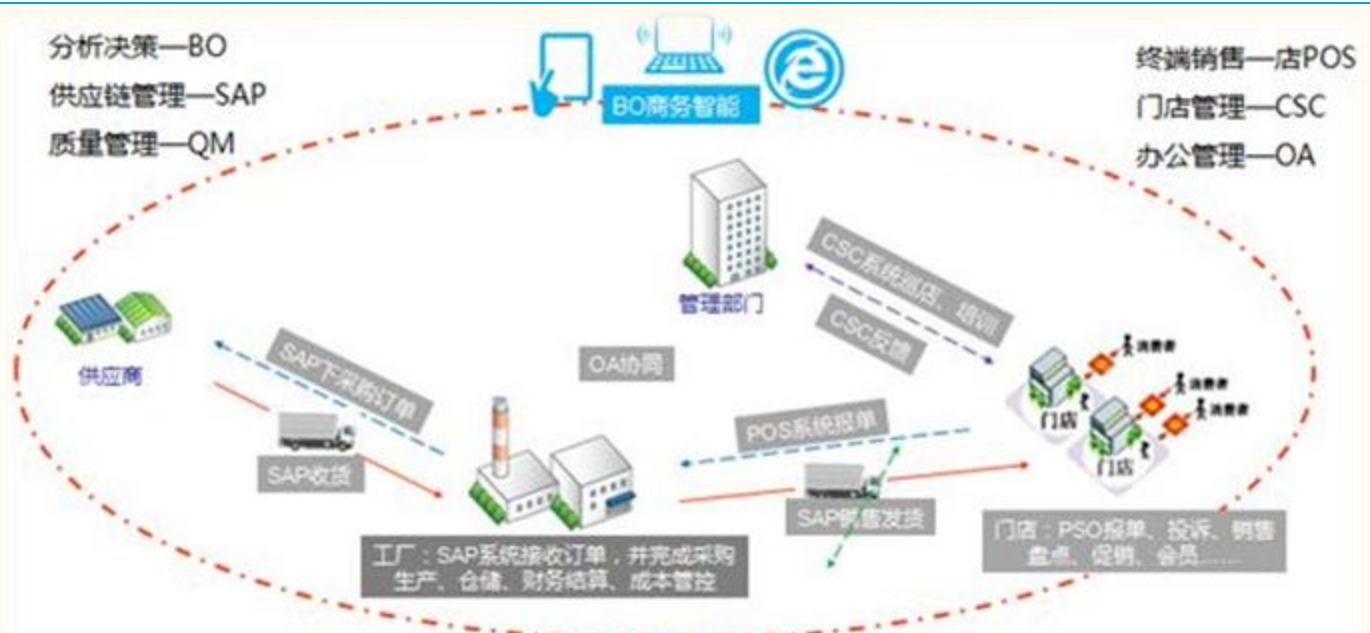 分析决策—BO
供应链管理—SAP
质量管理—QM
终端销售—店POS
门店管理—CSC
办公管理—OA
BO商务智能
管理部门
CSC系统巡店、培训
CSC反馈
供应商
SAP下采购订单
SAP收货
OA协同
POS系统报单
SAP销售发货
消费者
消费者
消费者
门店
门店
工厂：SAP系统接收订单，并完成采购
生产、仓储、财务结算、成本管控
门店：PSO报单、投诉、销售
盘点、促销、会员……